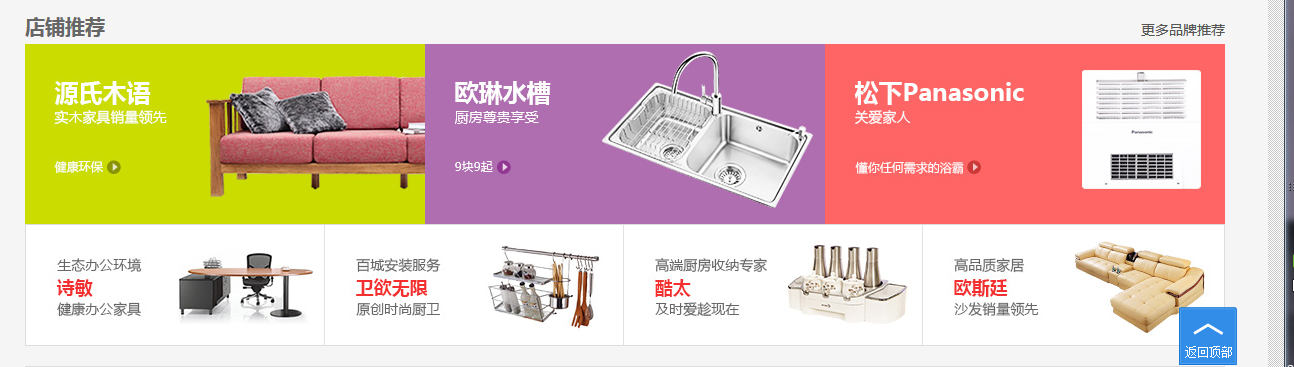 店铺推荐
更多品牌推荐
源氏木语
实木家具销量领先
健康环保
欧琳水槽
厨房尊贵享受
9块9起
松下Panasonic
关爱家人
懂你任何需求的浴霸
Panasonic
生态办公环境
诗敏
健康办公家具
百城安装服务
卫欲无限
原创时尚厨卫
高端厨房收纳专家
酷太
及时爱趁现在
高品质家居
欧斯廷
沙发销量领先
返回顶部